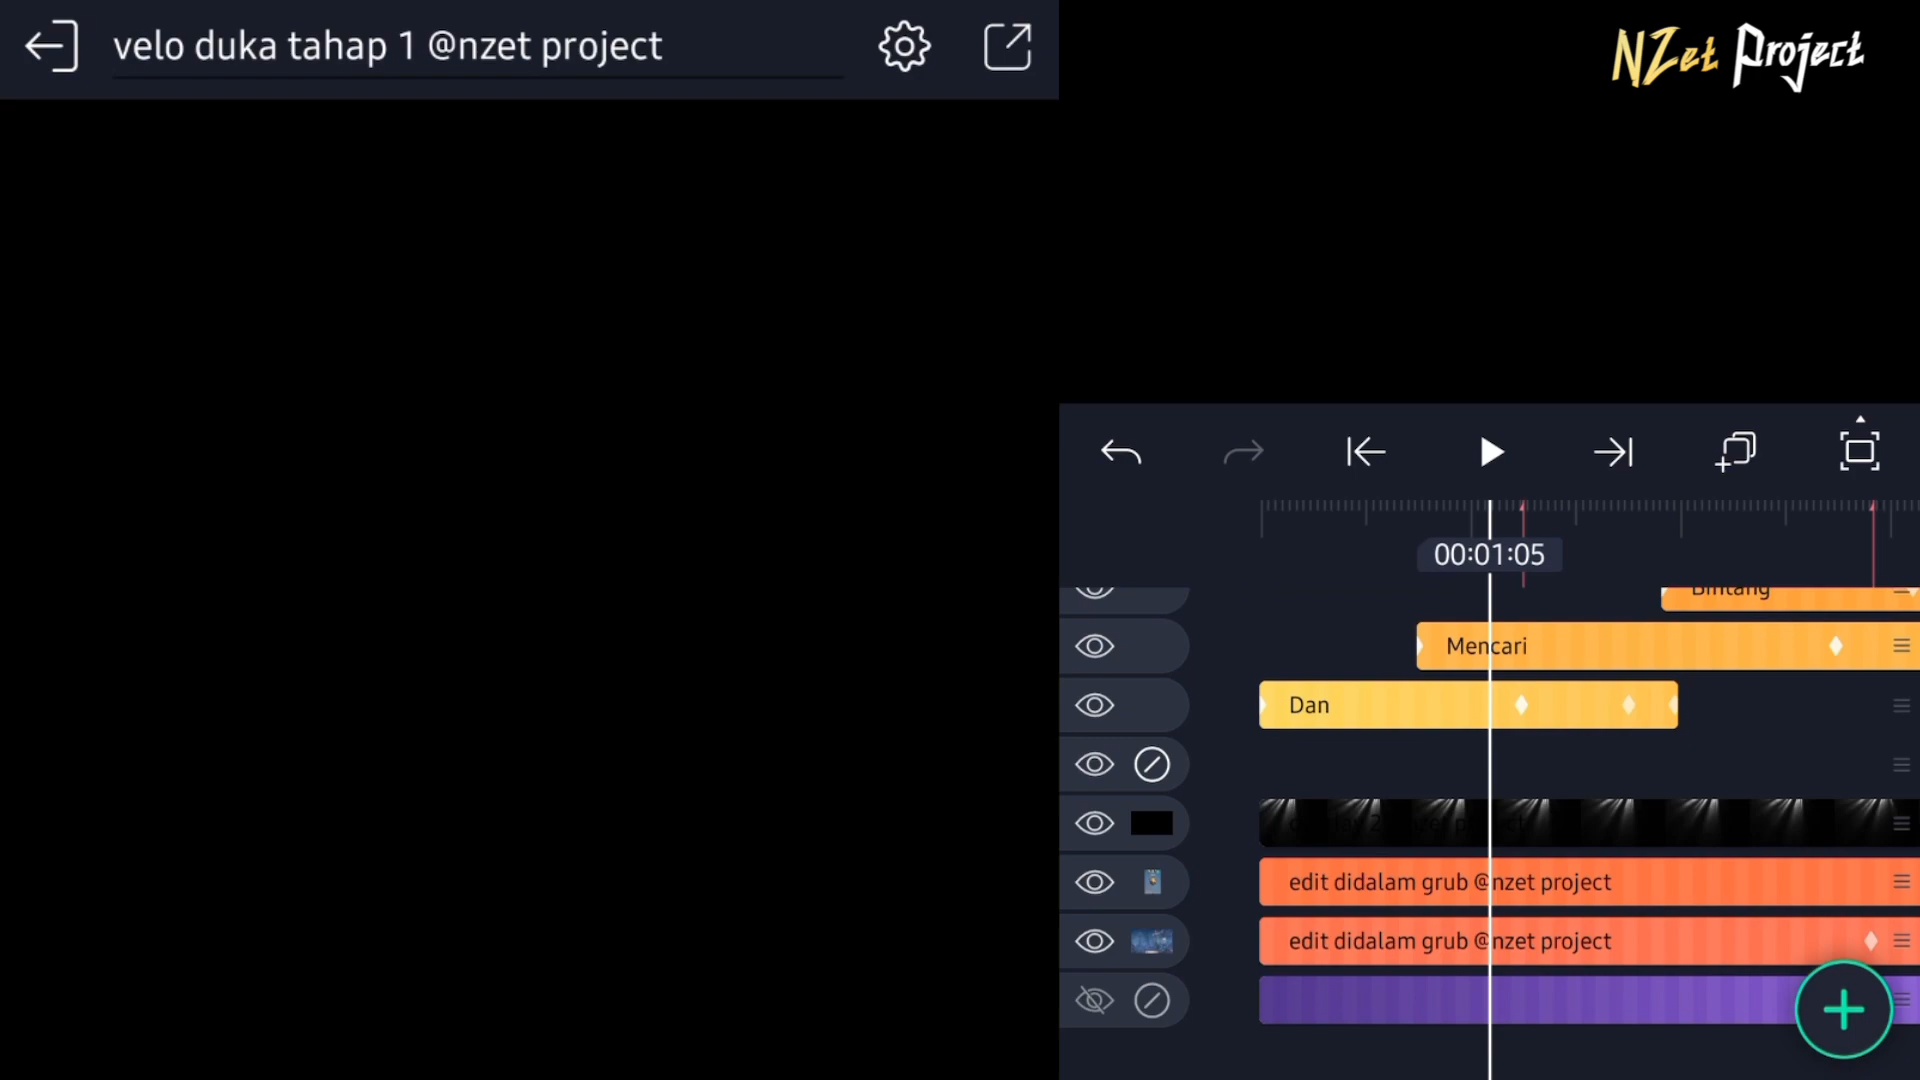 velo duka tahap 1 @nzet project
NZet Project
00:01:05
Bintang
Mencari
Dan
edit didalam grub @nzet project
edit didalam grub @nzet project